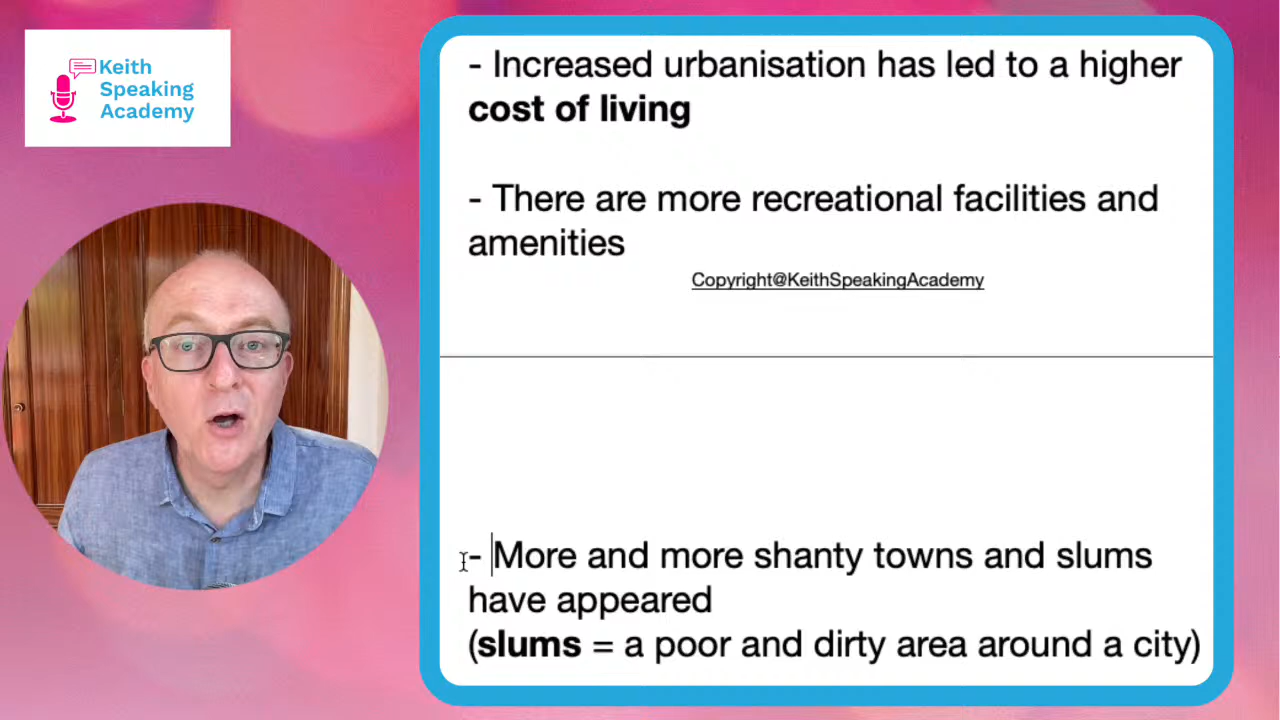 Keith
Speaking
Academy
- Increased urbanisation has led to a higher
cost of living
- There are more recreational facilities and
amenities
Copyright@KeithSpeakingAcademy
- More and more shanty towns and slums
have appeared
(slums = a poor and dirty area around a city)